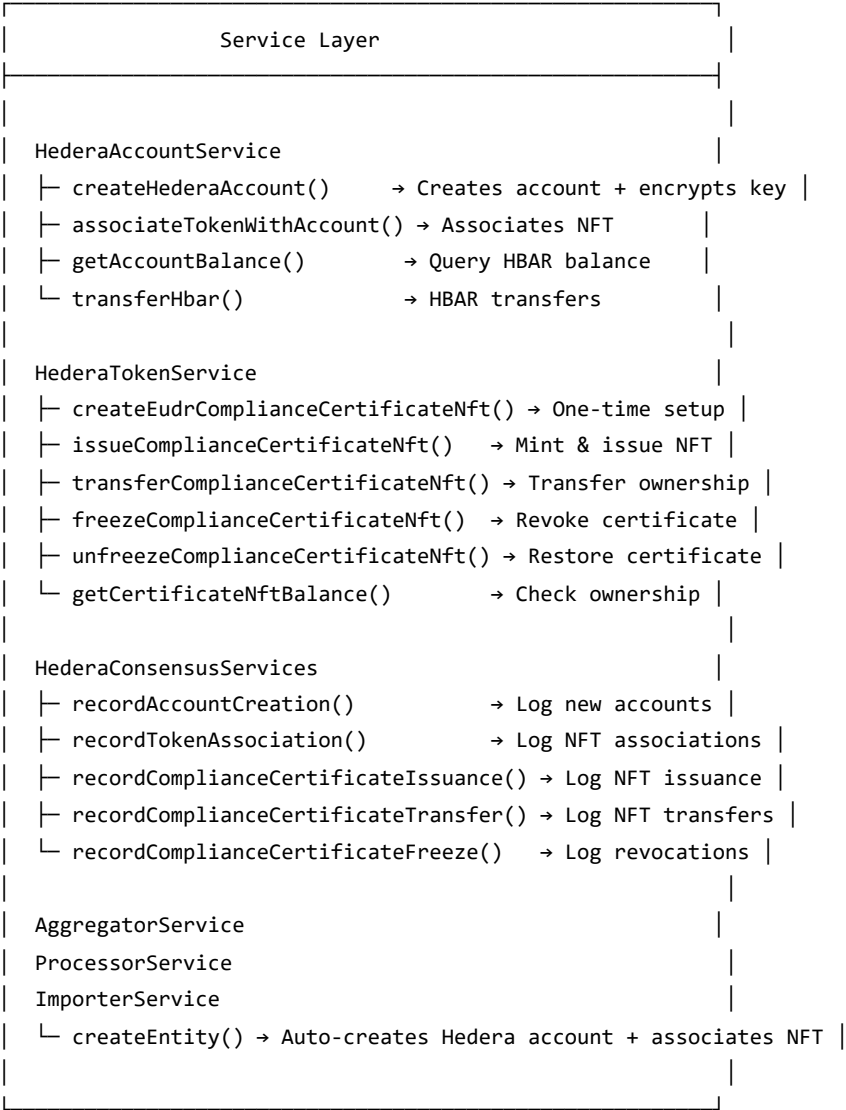 Service Layer
HederaAccountService
├─ createHederaAccount() → Creates account + encrypts key │
├─ associateTokenWithAccount() → Associates NFT │
├─ getAccountBalance() → Query HBAR balance │
└─ transferHbar() → HBAR transfers │
HederaTokenService
├─ createEudrComplianceCertificateNft() → One-time setup │
├─ issueComplianceCertificateNft() → Mint & issue NFT │
├─ transferComplianceCertificateNft() → Transfer ownership │
├─ freezeComplianceCertificateNft() → Revoke certificate │
├─ unfreezeComplianceCertificateNft() → Restore certificate │
└─ getCertificateNftBalance() → Check ownership │
HederaConsensusServices
├─ recordAccountCreation() → Log new accounts │
├─ recordTokenAssociation() → Log NFT associations │
├─ recordComplianceCertificateIssuance() → Log NFT issuance │
├─ recordComplianceCertificateTransfer() → Log NFT transfers │
└─ recordComplianceCertificateFreeze() → Log revocations │
AggregatorService
ProcessorService
ImporterService
└─ createEntity() → Auto-creates Hedera account + associates NFT │